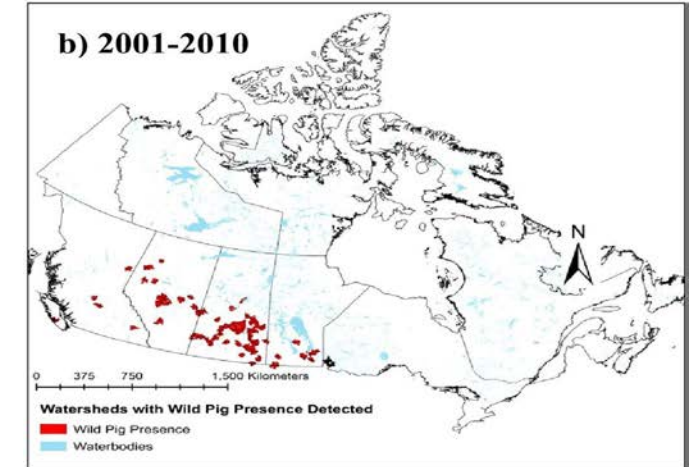 b) 2001-2010
N
0 375 750 1,500 Kilometers
Watersheds with Wild Pig Presence Detected
Wild Pig Presence
Waterbodies